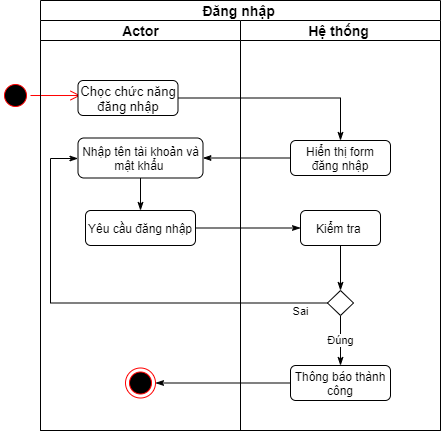 Đăng nhập
Actor
Hệ thống
Chọc chức năng
đăng nhập
Nhập tên tài khoản và
mật khẩu
Hiển thị form
đăng nhập
Yêu cầu đăng nhập
Kiểm tra
Sai
Đúng
Thông báo thành
công